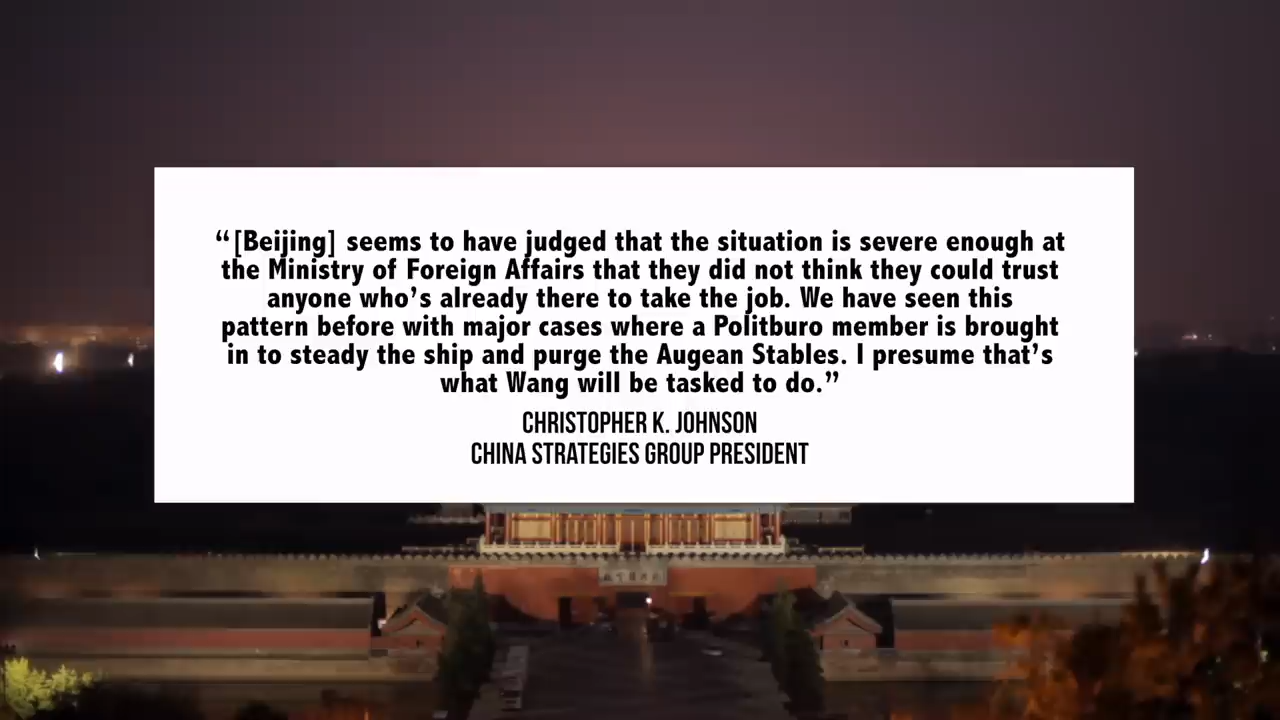 “[Beijing] seems to have judged that the situation is severe enough at
the Ministry of Foreign Affairs that they did not think they could trust
anyone who’s already there to take the job. We have seen this
pattern before with major cases where a Politburo member is brought
in to steady the ship and purge the Augean Stables. I presume that’s
what Wang will be tasked to do.”
CHRISTOPHER K. JOHNSON
CHINA STRATEGIES GROUP PRESIDENT